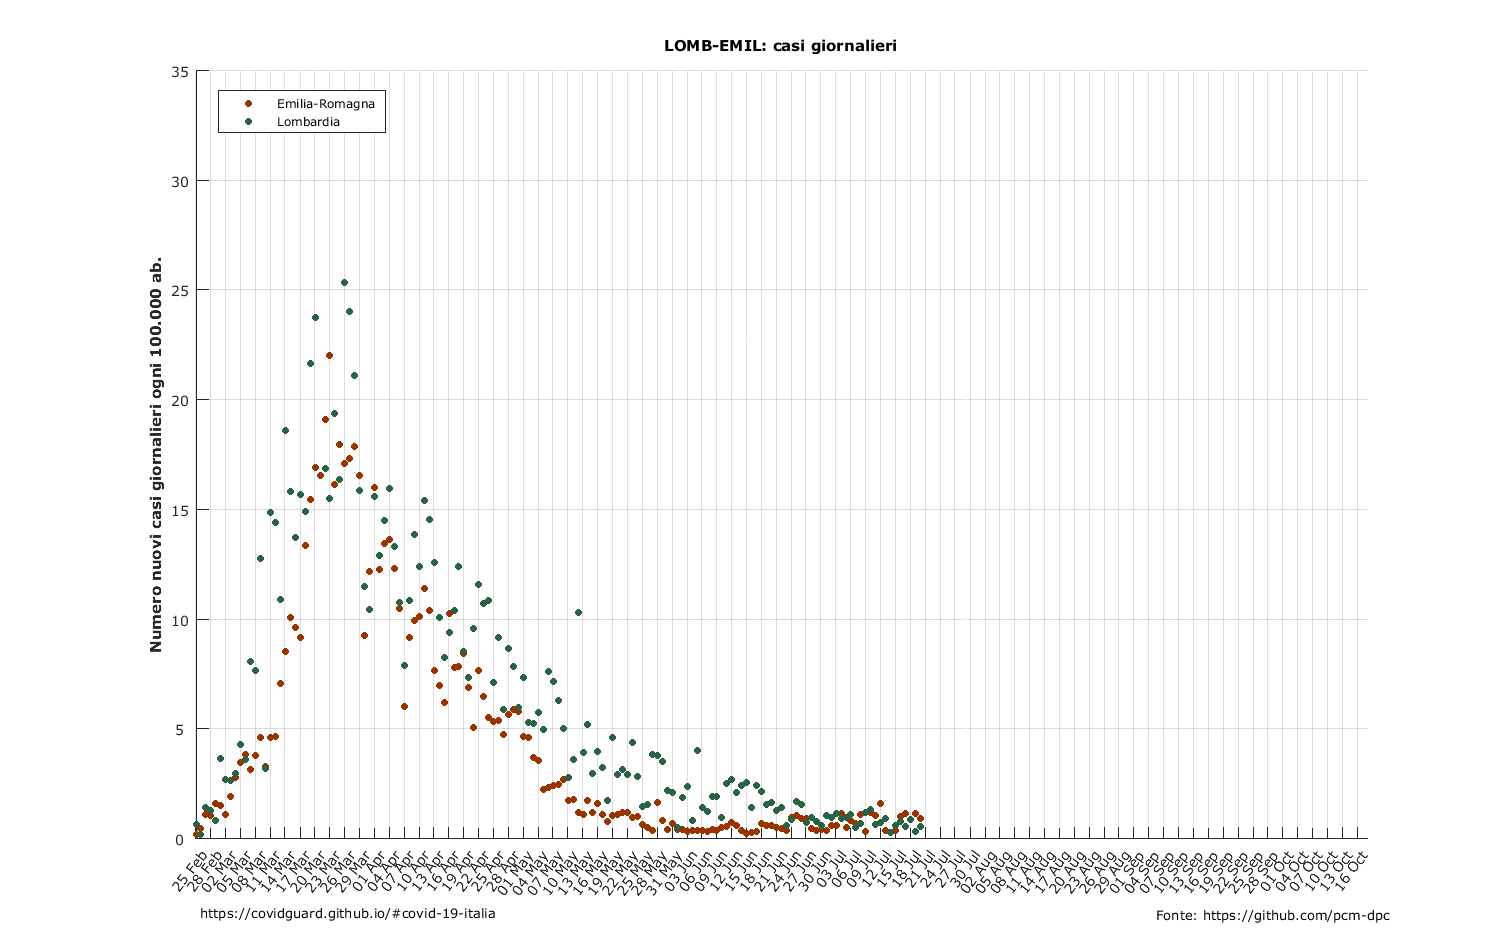 LOMB-EMIL: casi giornalieri
35
30
25
20
15
10
5
0
Numero nuovi casi giornalieri ogni 100.000 ab.
Emilia-Romagna
Lombardia
25 Feb
28 Feb
02 Mar
05 Mar
08 Mar
11 Mar
14 Mar
17 Mar
20 Mar
23 Mar
26 Mar
29 Mar
01 Apr
04 Apr
07 Apr
10 Apr
13 Apr
16 Apr
19 Apr
22 Apr
25 Apr
28 Apr
01 May
04 May
07 May
10 May
13 May
16 May
19 May
22 May
25 May
28 May
31 May
03 Jun
06 Jun
09 Jun
12 Jun
15 Jun
18 Jun
21 Jun
24 Jun
27 Jun
30 Jun
03 Jul
06 Jul
09 Jul
12 Jul
15 Jul
18 Jul
21 Jul
24 Jul
27 Jul
30 Jul
02 Aug
05 Aug
08 Aug
11 Aug
14 Aug
17 Aug
20 Aug
23 Aug
26 Aug
29 Aug
01 Sep
04 Sep
07 Sep
10 Sep
13 Sep
16 Sep
19 Sep
22 Sep
25 Sep
28 Sep
01 Oct
04 Oct
07 Oct
10 Oct
13 Oct
16 Oct
https://covidguard.github.io/#covid-19-italia
Fonte: https://github.com/pcm-dpc